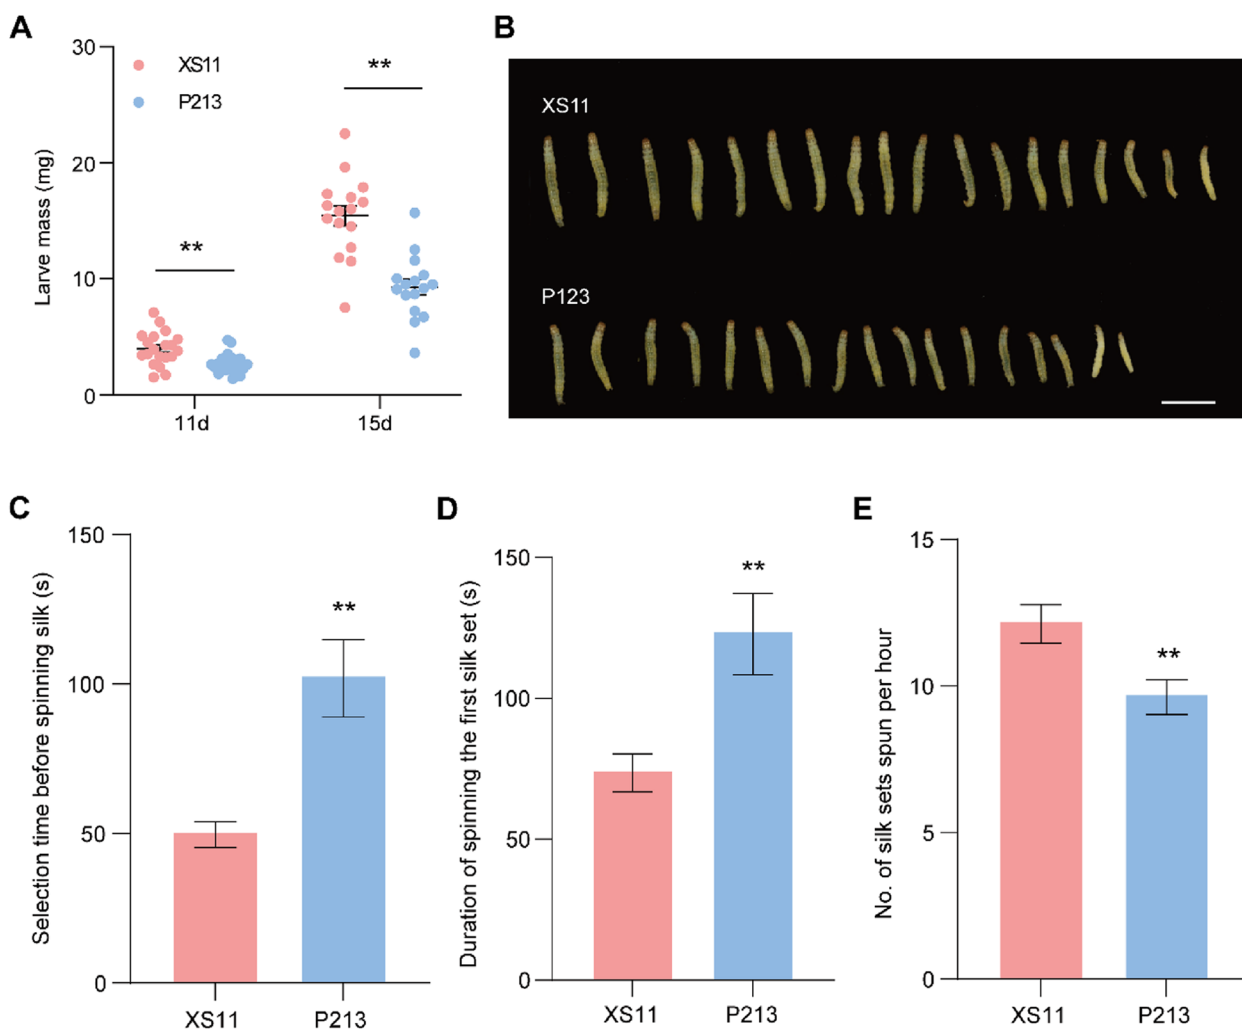 A
Larve mass (mg)
30
20
10
0
XS11
P213
**
**
11d
15d
B
XS11
P123
C
Selection time before spinning silk (s)
150
100
50
0
**
XS11
P213
D
Duration of spinning the first silk set (s)
150
100
50
0
**
XS11
P213
E
No. of silk sets spun per hour
15
10
5
0
**
XS11
P213